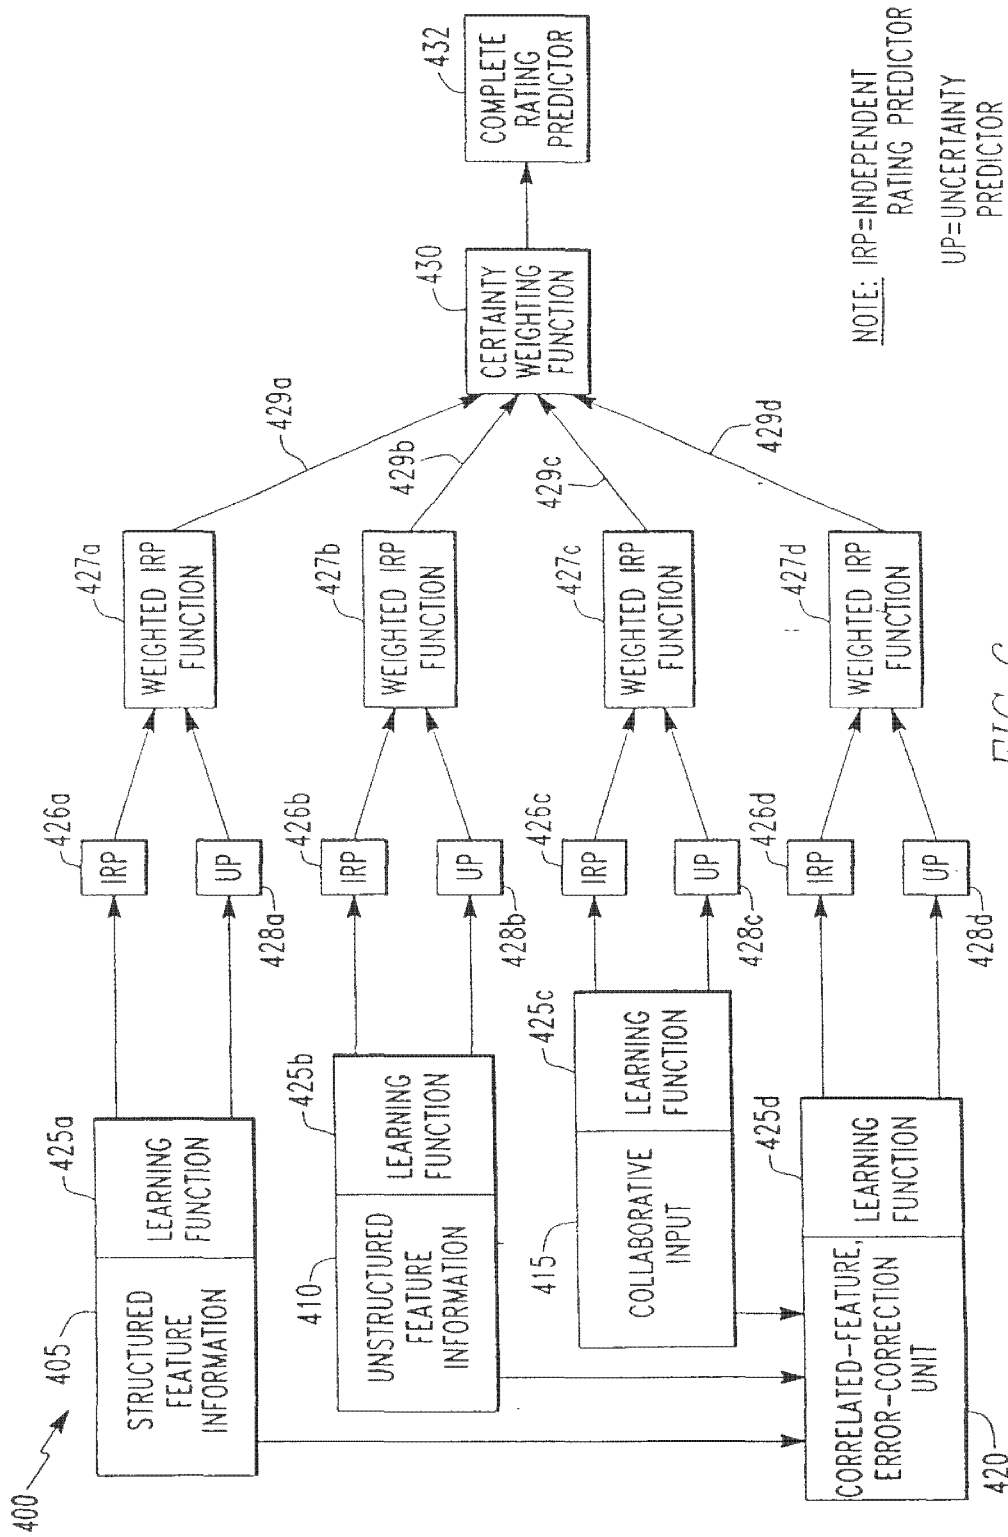 400
405
STRUCTURED
FEATURE
INFORMATION
425a
LEARNING
FUNCTION
426a
IRP
UP
428a
427a
WEIGHTED IRP
FUNCTION
429a
410
UNSTRUCTURED
FEATURE
INFORMATION
425b
LEARNING
FUNCTION
426b
IRP
UP
428b
427b
WEIGHTED IRP
FUNCTION
429b
415
COLLABORATIVE
INPUT
425c
LEARNING
FUNCTION
426c
IRP
UP
428c
427c
WEIGHTED IRP
FUNCTION
429c
420
CORRELATED-FEATURE,
ERROR-CORRECTION
UNIT
425d
LEARNING
FUNCTION
426d
IRP
UP
428d
427d
WEIGHTED IRP
FUNCTION
429d
430
CERTAINTY
WEIGHTING
FUNCTION
432
COMPLETE
RATING
PREDICTOR
NOTE: IRP=INDEPENDENT
RATING PREDICTOR
UP=UNCERTAINTY
PREDICTOR
FIG.